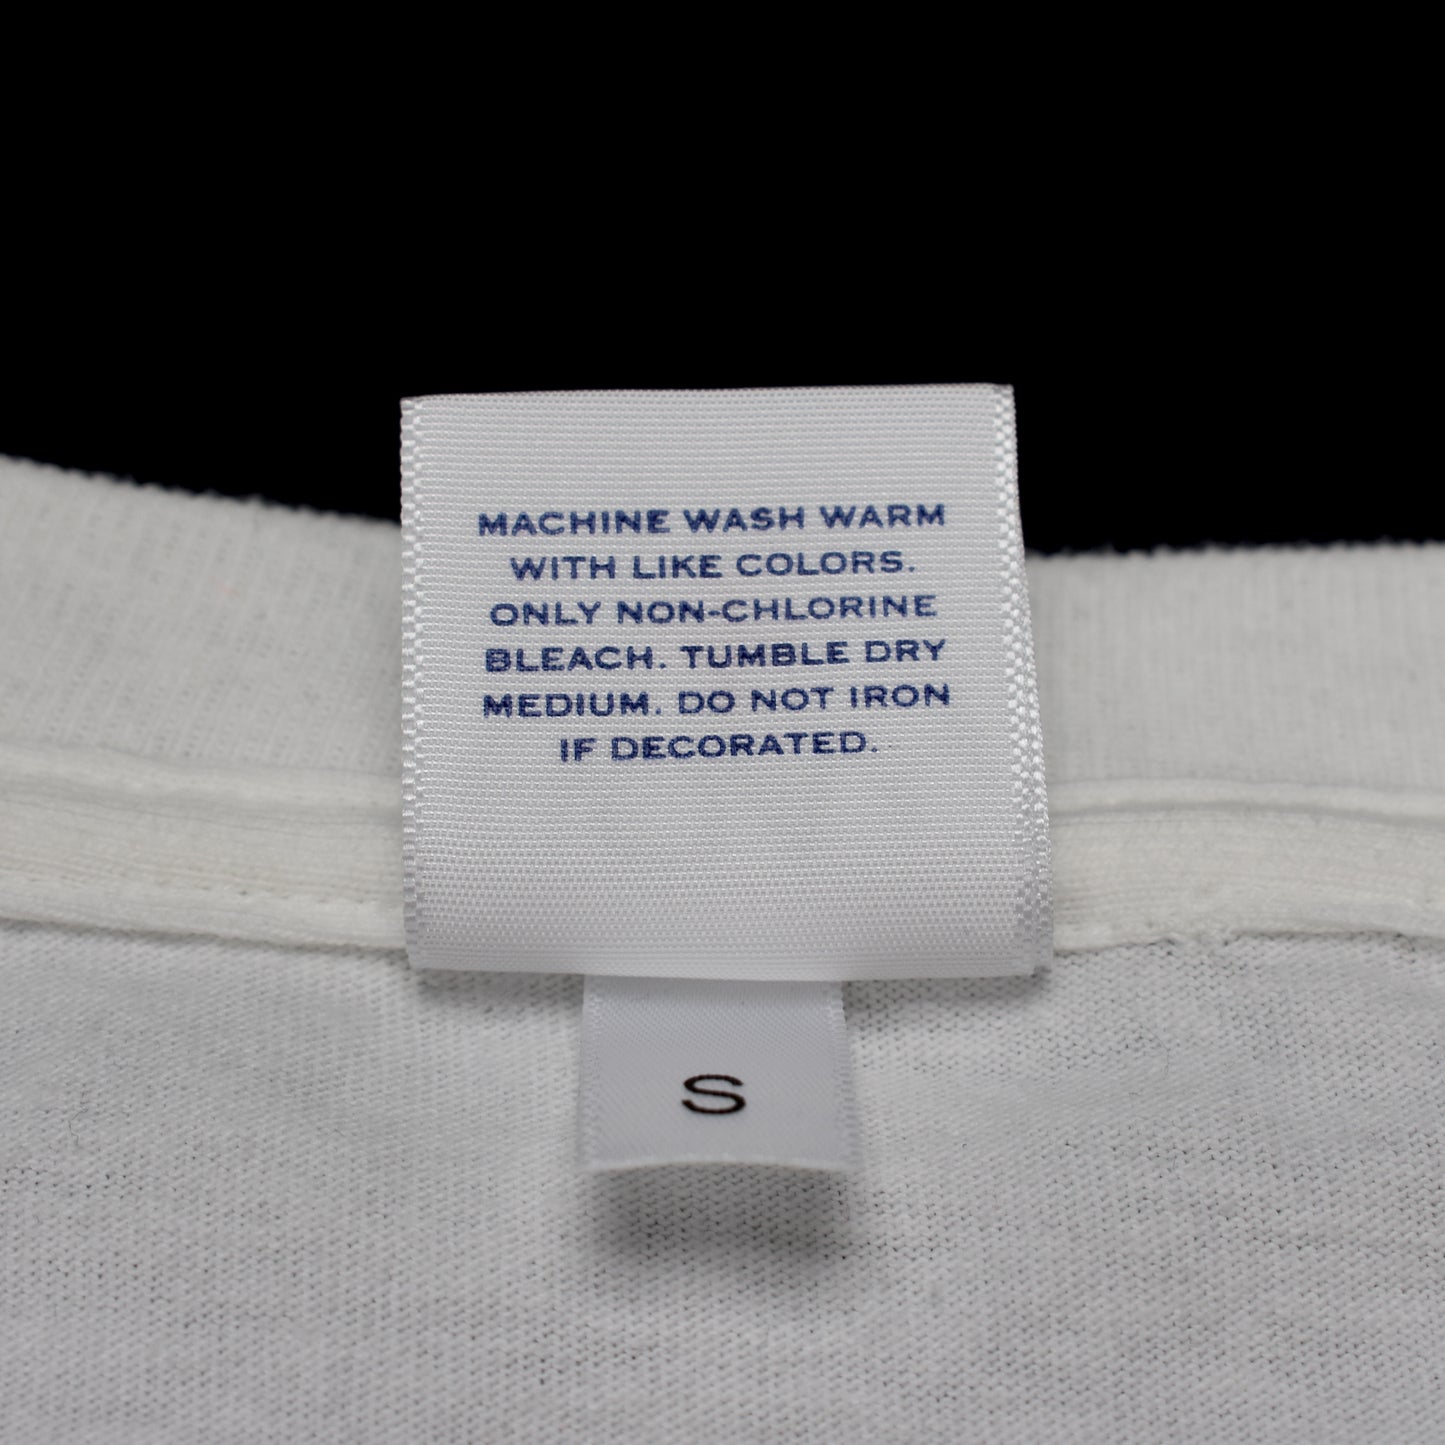 MACHINE WASH WARM
WITH LIKE COLORS.
ONLY NON-CHLORINE
BLEACH. TUMBLE DRY
MEDIUM. DO NOT IRON
IF DECORATED.
S